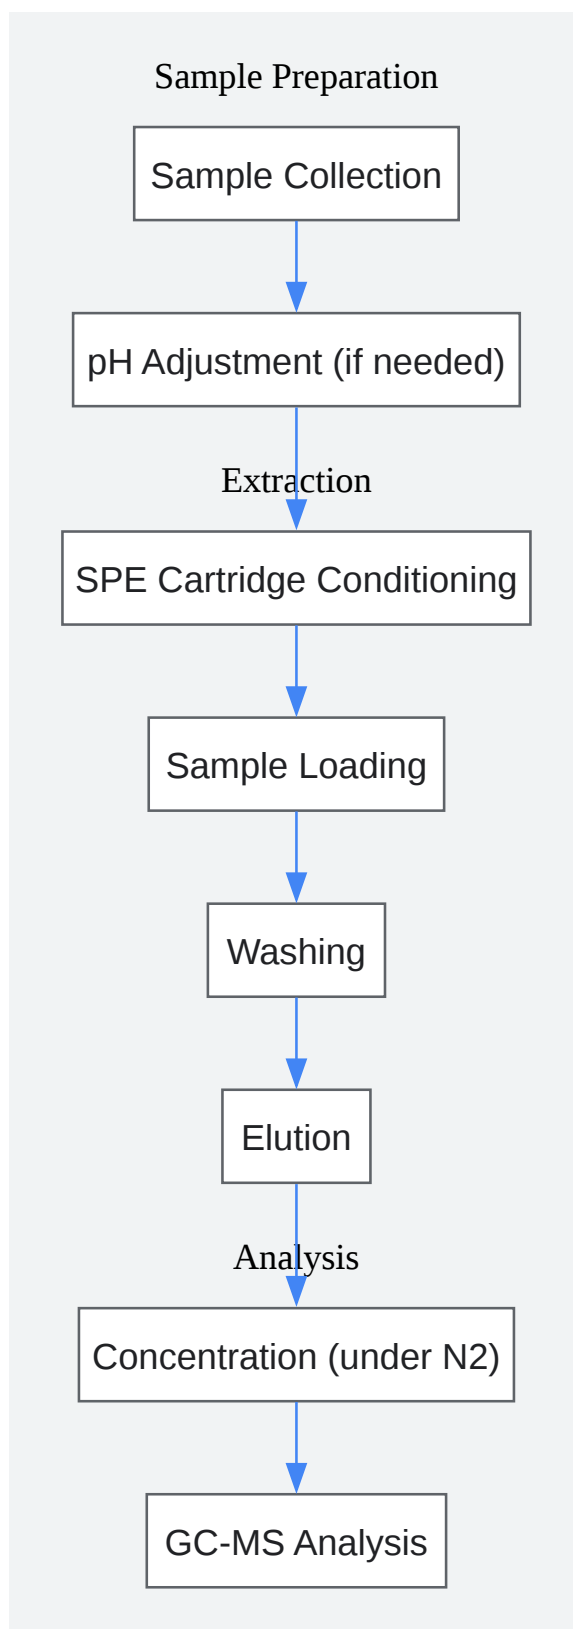 Sample Preparation
Sample Collection
pH Adjustment (if needed)
Extraction
SPE Cartridge Conditioning
Sample Loading
Washing
Elution
Analysis
Concentration (under N2)
GC-MS Analysis